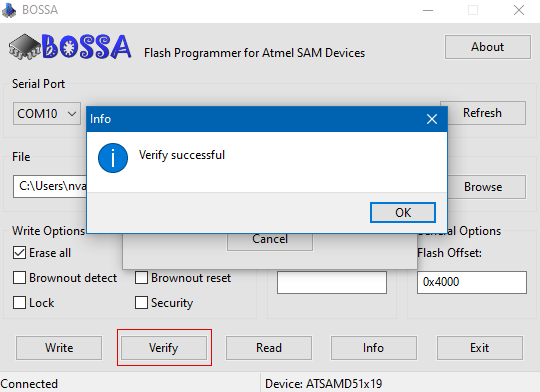 BOSSA
BOSSA
Flash Programmer for Atmel SAM Devices
About
Serial Port
COM10
Refresh
Info
Verify successful
OK
File
C:\Users\nva
Browse
Cancel
Write Options
General Options
Erase all
Flash Offset:
Brownout detect
Brownout reset
0x4000
Lock
Security
Write
Verify
Read
Info
Exit
Connected
Device: ATSAMD51x19